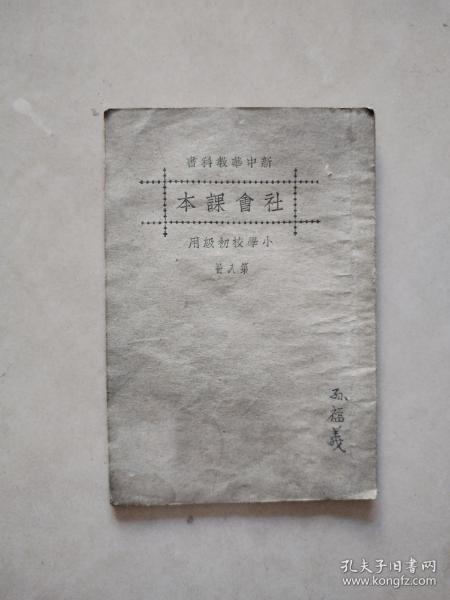 新中華教科書
社會課本
小學校初級用
第八冊
孙福義
孔夫子旧书网
www.kongfz.com